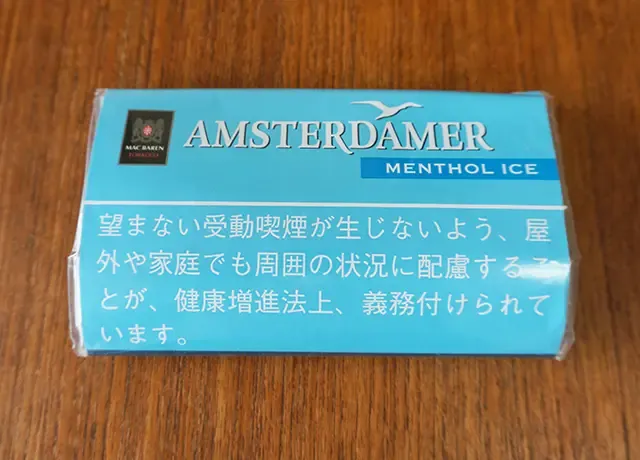 MAC BAREN
AMSTERDAMER
MENTHOL ICE
望まない受動喫煙が生じないよう、屋
外や家庭でも周囲の状況に配慮するこ
とが、健康増進法上、義務付けられて
います。